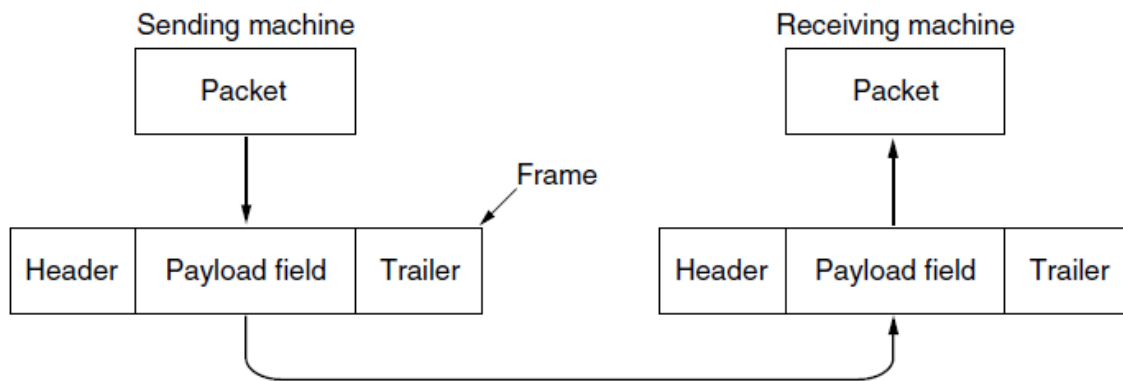 Sending machine
Receiving machine
Packet
Packet
Frame
Header Payload field Trailer
Header Payload field Trailer